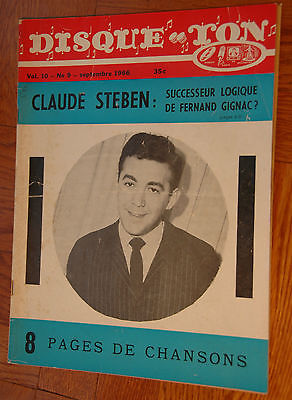 DISQUE-O-TON
Vol. 10 - No 9 - septembre 1966 35¢
CLAUDE STEBEN: SUCCESSEUR LOGIQUE
DE FERNAND GIGNAC?
8 PAGES DE CHANSONS